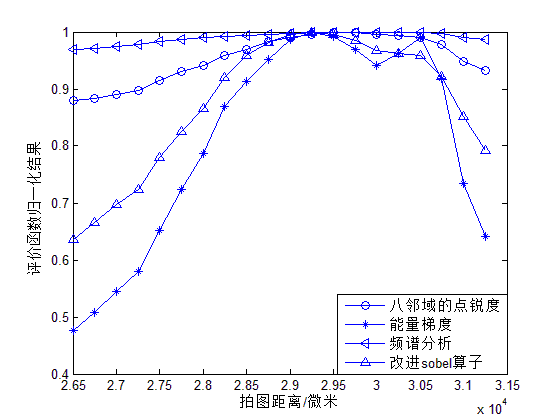 1
0.9
0.8
0.7
0.6
0.5
0.4
评价函数归一化结果
八邻域的点锐度
能量梯度
频谱分析
改进sobel算子
2.65 2.7 2.75 2.8 2.85 2.9 2.95 3 3.05 3.1 3.15
拍图距离/微米
x 10⁴